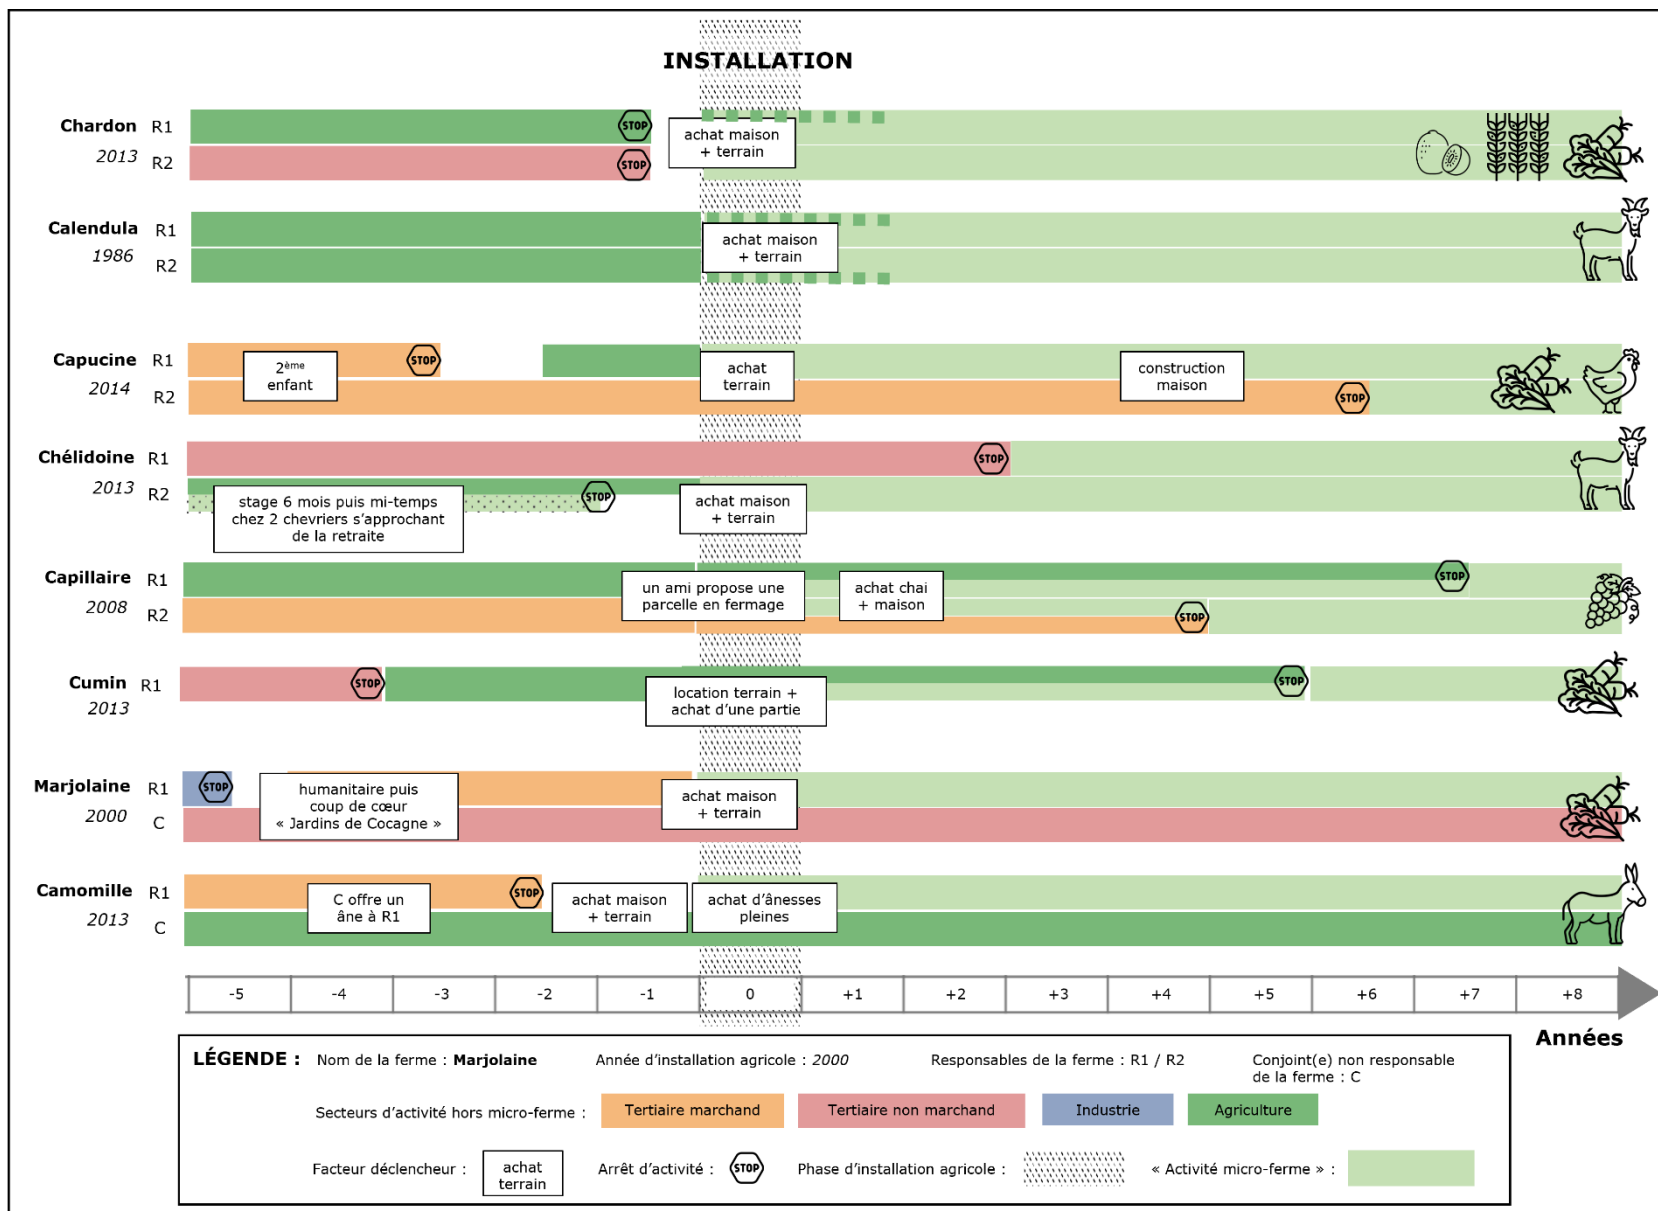 INSTALLATION
Chardon R1
2013
R2
STOP
STOP
achat maison
+ terrain
Calendula R1
1986
R2
achat maison
+ terrain
Capucine R1
2014
R2
2ème
enfant
STOP
achat
terrain
construction
maison
STOP
Chélidoine R1
2013
R2
STOP
stage 6 mois puis mi-temps
chez 2 chevriers s’approchant
de la retraite
STOP
achat maison
+ terrain
Capillaire R1
2008
R2
un ami propose une
parcelle en fermage
achat chai
+ maison
STOP
STOP
Cumin R1
2013
STOP
location terrain +
achat d’une partie
STOP
Marjolaine R1
2000
C
STOP
humanitaire puis
coup de cœur
« Jardins de Cocagne »
achat maison
+ terrain
Camomille R1
2013
C
C offre un
âne à R1
STOP
achat maison
+ terrain
achat d’ânesses
pleines
-5 -4 -3 -2 -1 0 +1 +2 +3 +4 +5 +6 +7 +8
Années
LÉGENDE : Nom de la ferme : Marjolaine Année d’installation agricole : 2000 Responsables de la ferme : R1 / R2 Conjoint(e) non responsable
de la ferme : C
Secteurs d’activité hors micro-ferme : Tertiaire marchand Tertiaire non marchand Industrie Agriculture
Facteur déclencheur : achat
terrain
Arrêt d’activité : STOP Phase d’installation agricole : « Activité micro-ferme » :